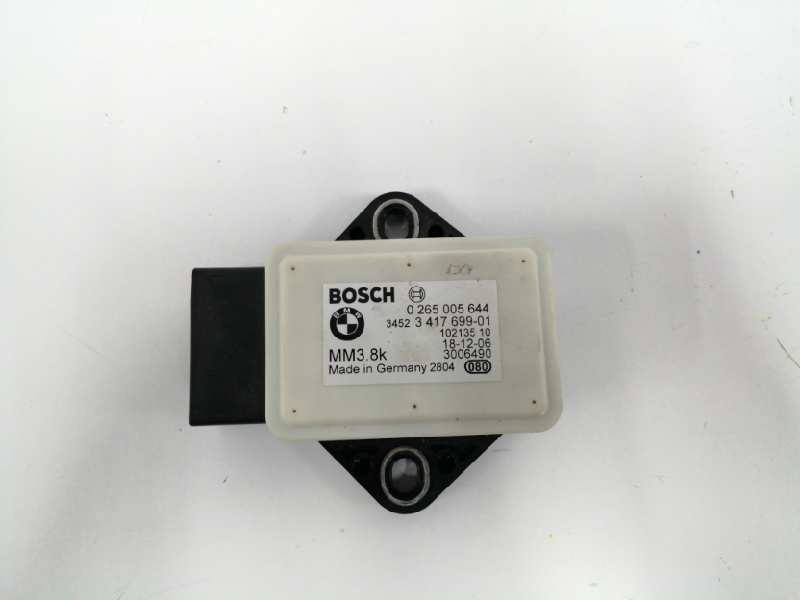 BOSCH
0 265 005 644
BMW
3452 3 417 699-01
102135 10
18-12-06
MM3.8k 3006490
Made in Germany 2804 080